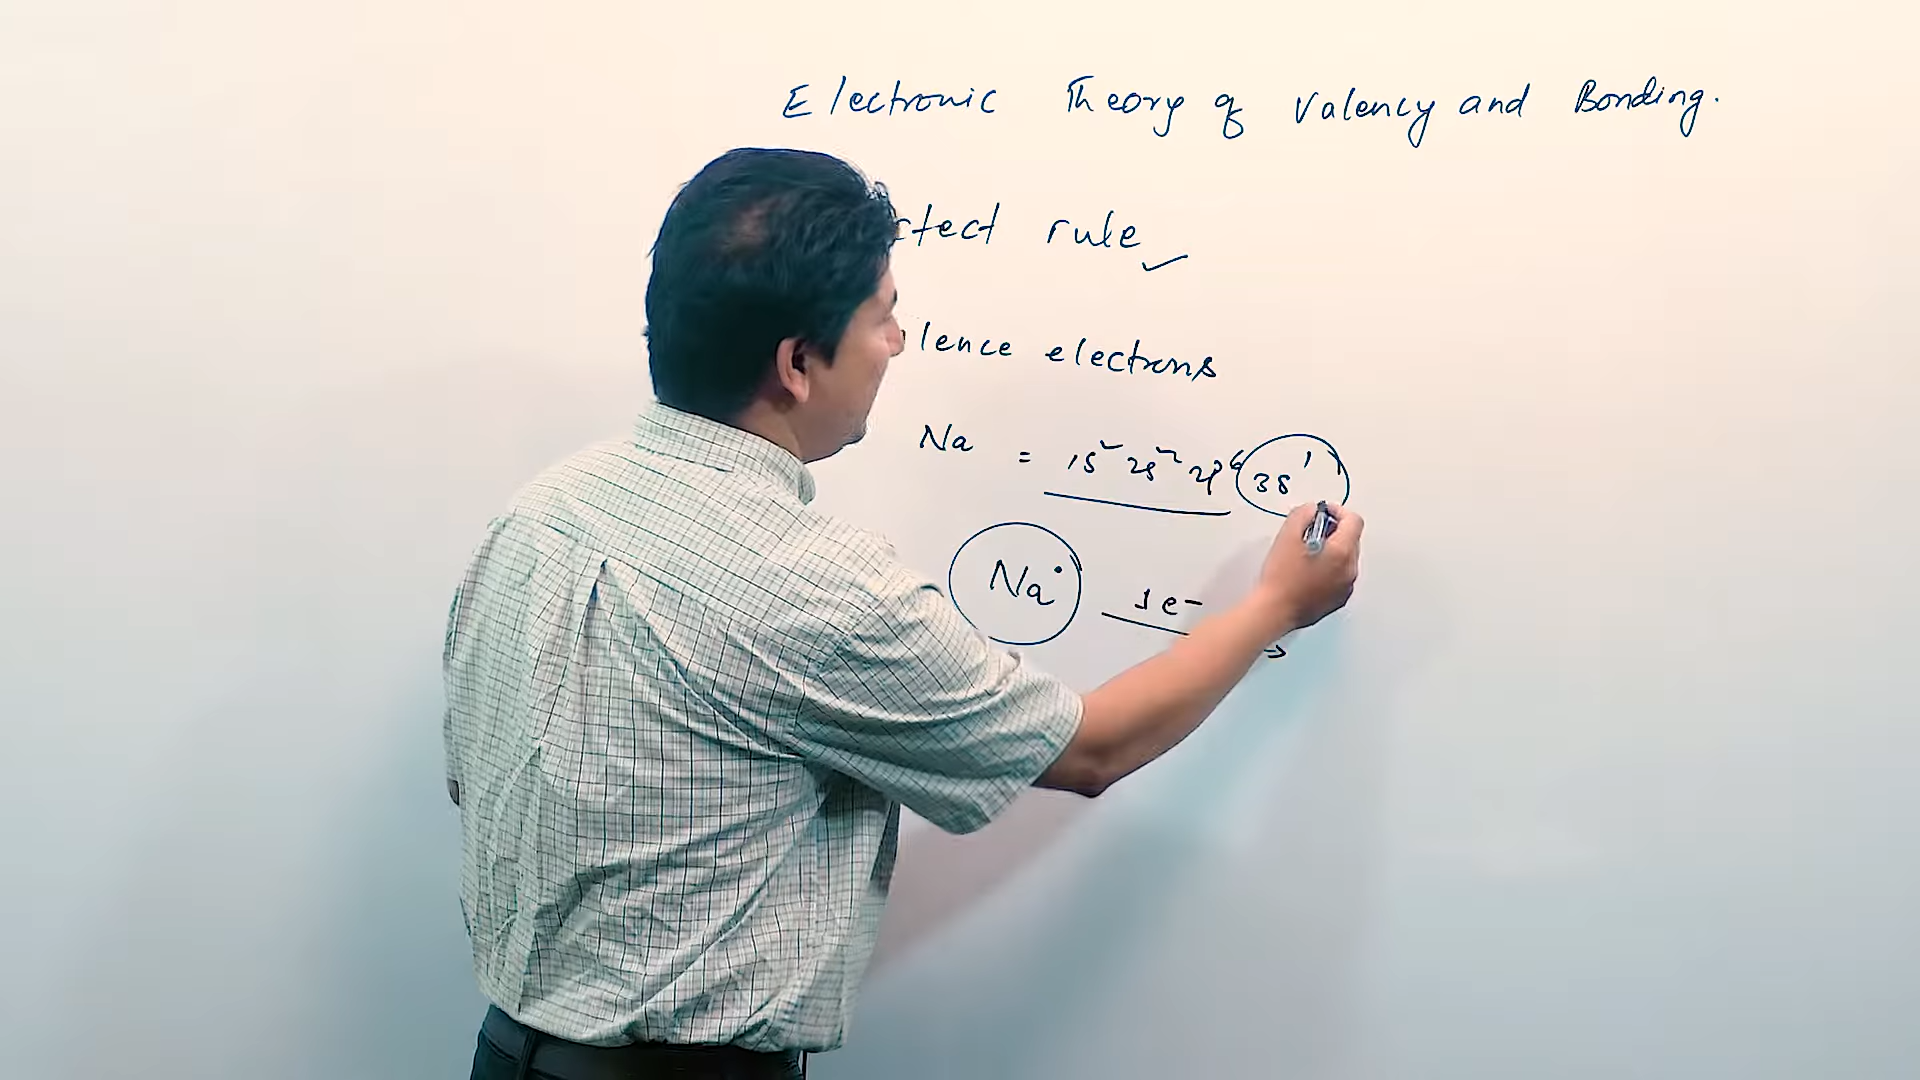 Electronic Theory of Valency and Bonding.
ctect rule
lence electrons
Na = 1s² 2s² 2p⁶ 3s¹
Na• 1e⁻